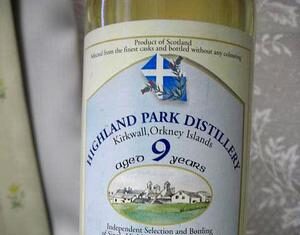 Product of Scotland
Selected from the finest casks and bottled without any colouring
HIGHLAND PARK DISTILLERY
Kirkwall, Orkney Islands
aged 9 years
Independent Selection and Bottling